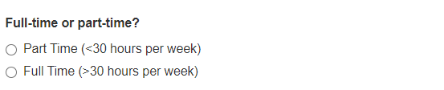 Full-time or part-time?
Part Time (<30 hours per week)
Full Time (>30 hours per week)